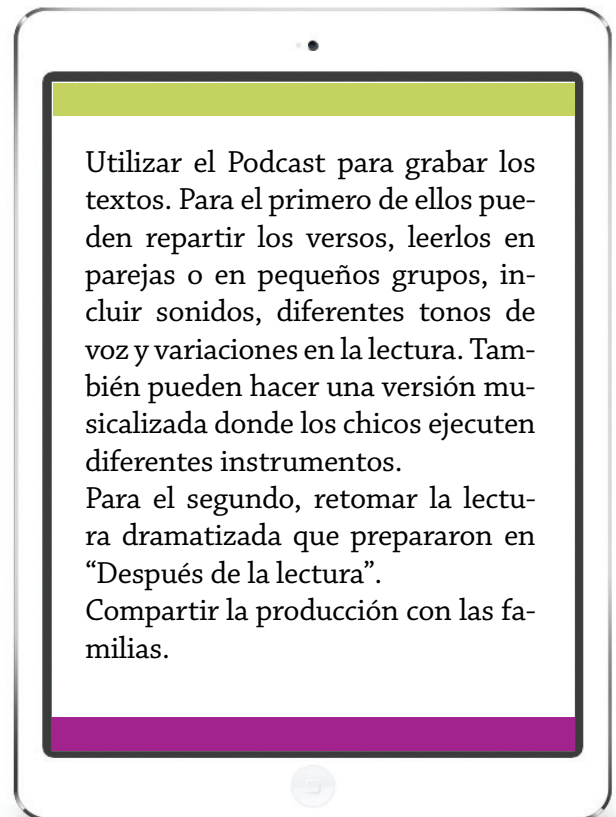 Utilizar el Podcast para grabar los
textos. Para el primero de ellos pue-
den repartir los versos, leerlos en
parejas o en pequeños grupos, in-
cluir sonidos, diferentes tonos de
voz y variaciones en la lectura. Tam-
bién pueden hacer una versión mu-
sicalizada donde los chicos ejecuten
diferentes instrumentos.
Para el segundo, retomar la lectu-
ra dramatizada que prepararon en
“Después de la lectura”.
Compartir la producción con las fa-
milias.